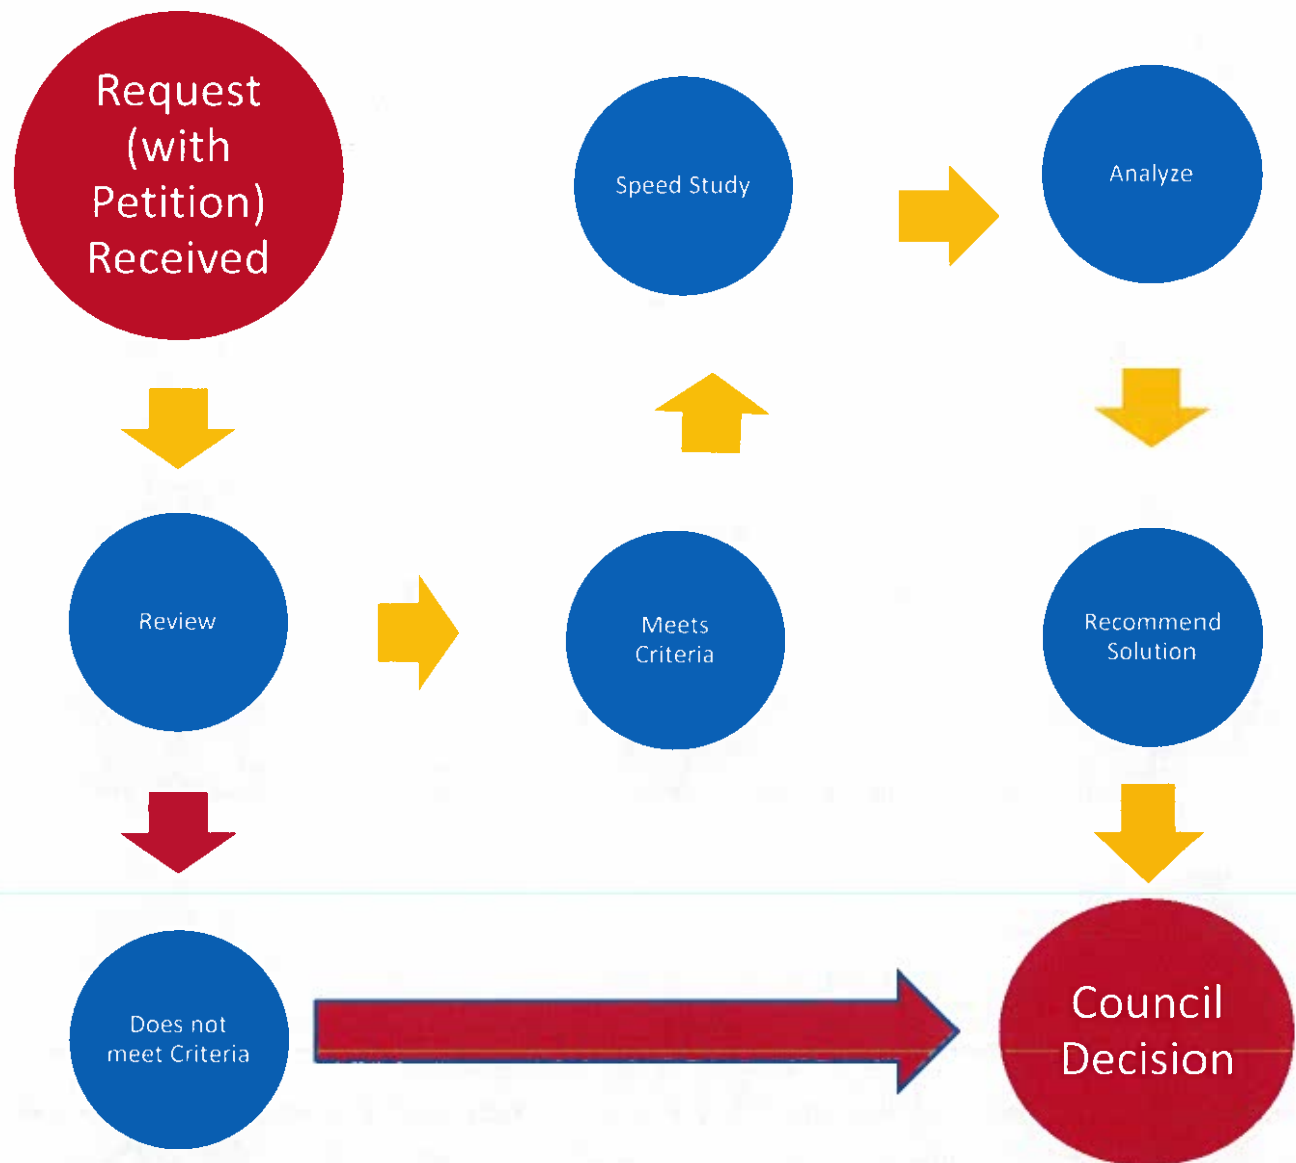 Request
(with
Petition)
Received
Review
Does not
meet Criteria
Meets
Criteria
Speed Study
Analyze
Recommend
Solution
Council
Decision